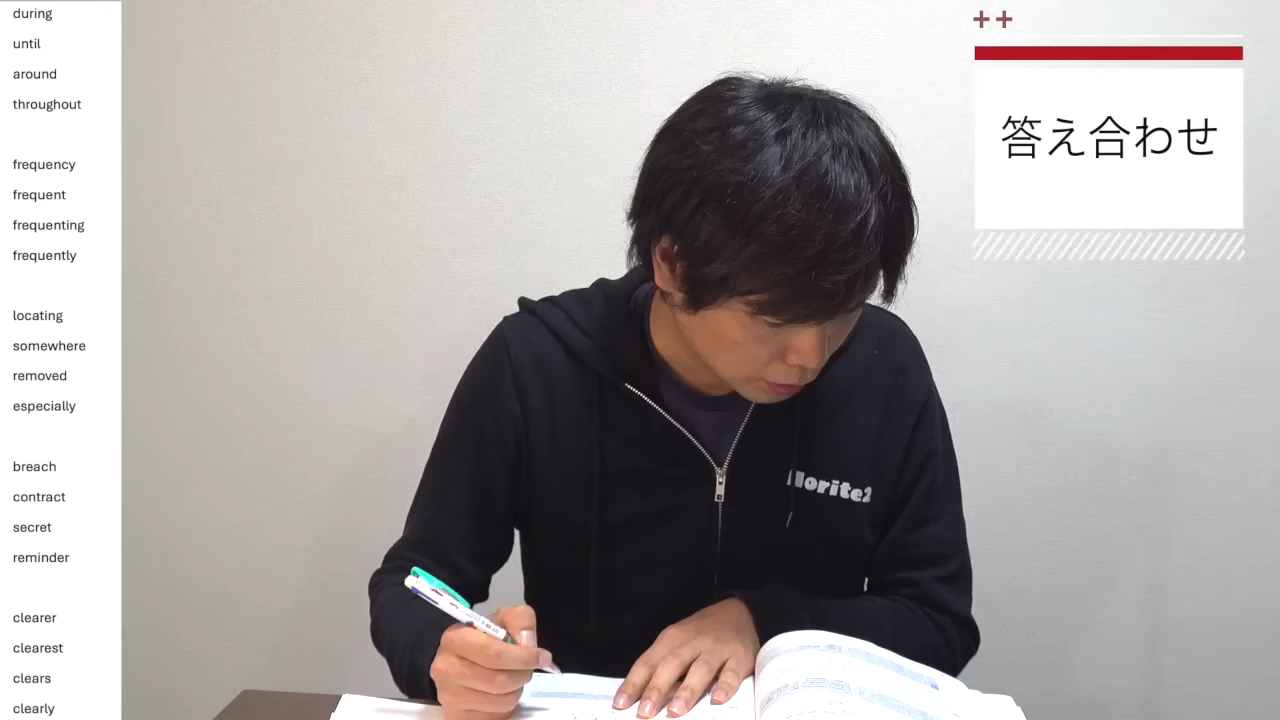 during
until
around
throughout
frequency
frequent
frequenting
frequently
locating
somewhere
removed
especially
breach
contract
secret
reminder
clearer
clearest
clears
clearly
++
答え合わせ